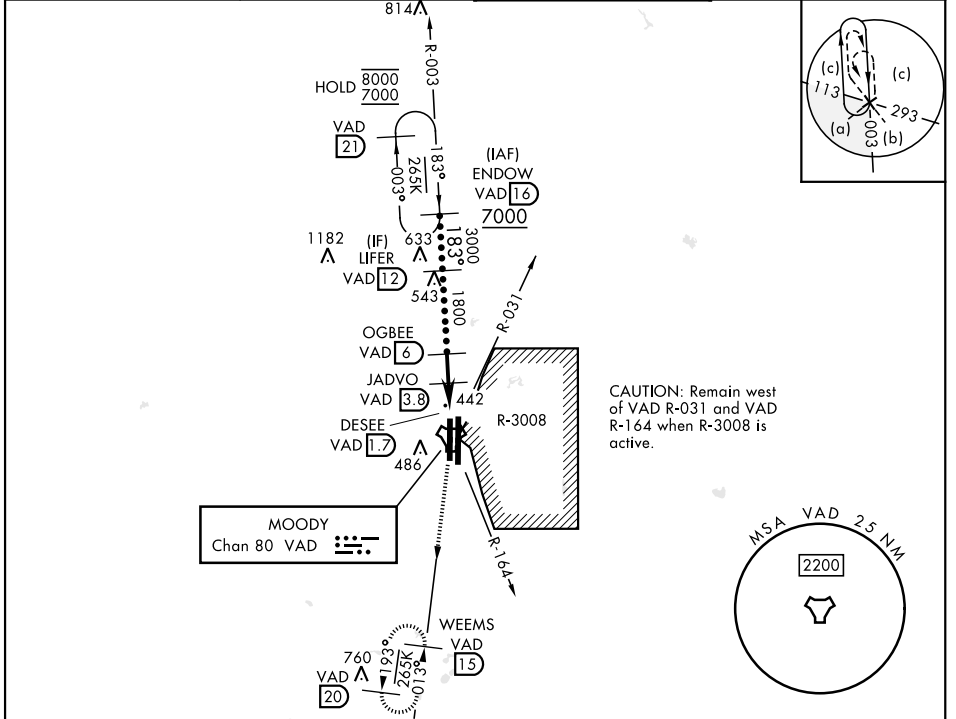 814
R-003
HOLD 8000
7000
VAD
21
183°
003°
265K
(IAF)
ENDOW
VAD 16
7000
1182
(IF)
LIFER
VAD 12
633
543
183°
3000
1800
R-031
OGBEE
VAD 6
JADVO
VAD 3.8
442
DESEE
VAD 1.7
486
R-3008
CAUTION: Remain west
of VAD R-031 and VAD
R-164 when R-3008 is
active.
MOODY
Chan 80 VAD
R-164
WEEMS
VAD
15
760
VAD
20
193°
265K
013°
(c)
(c)
113
293
(a)
003
(b)
MSA VAD 25 NM
2200